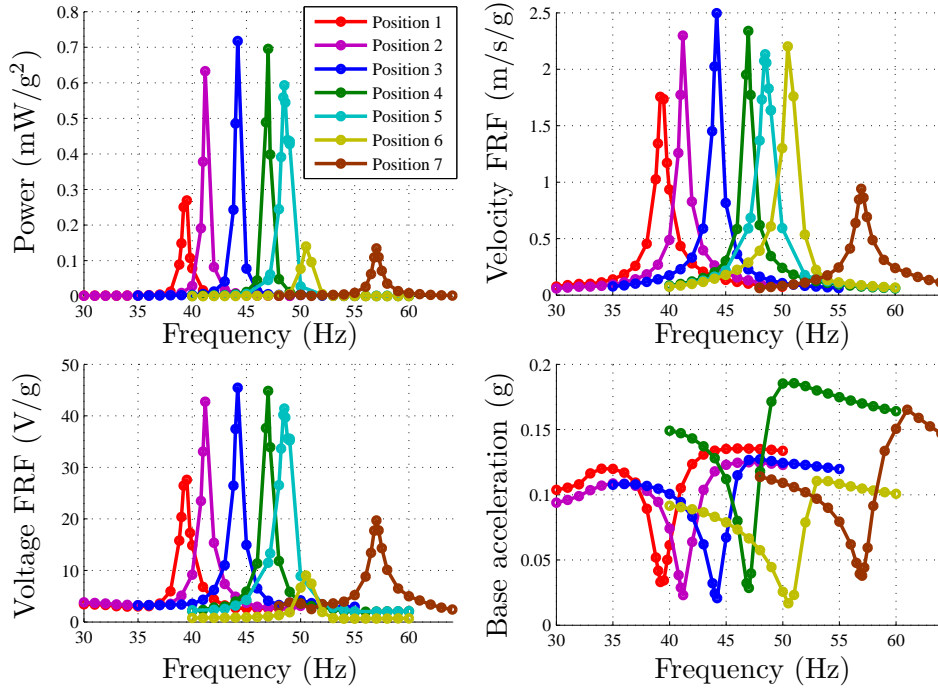 Power (mW/g²)
0.8
0.7
0.6
0.5
0.4
0.3
0.2
0.1
0
30 35 40 45 50 55 60
Frequency (Hz)
Position 1
Position 2
Position 3
Position 4
Position 5
Position 6
Position 7
Velocity FRF (m/s/g)
2.5
2
1.5
1
0.5
0
30 35 40 45 50 55 60
Frequency (Hz)
Voltage FRF (V/g)
50
40
30
20
10
0
30 35 40 45 50 55 60
Frequency (Hz)
Base acceleration (g)
0.2
0.15
0.1
0.05
0
30 35 40 45 50 55 60
Frequency (Hz)